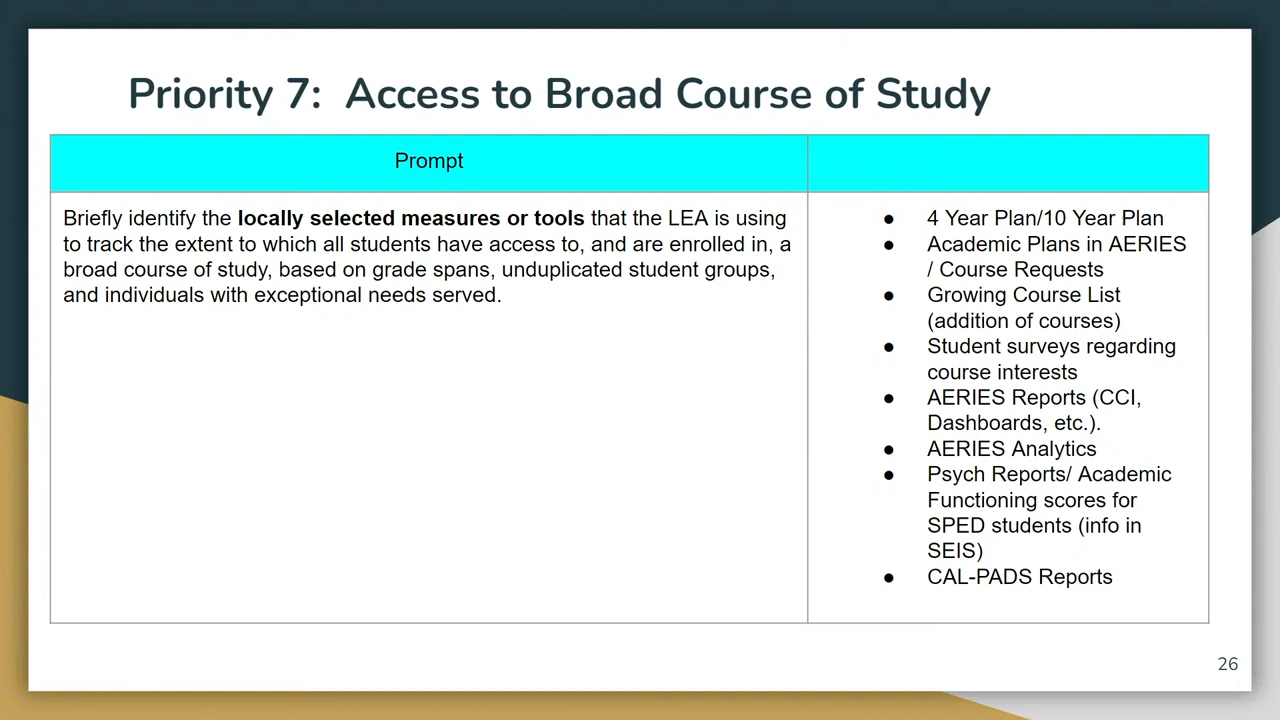 Priority 7:  Access to Broad Course of Study
Prompt
Briefly identify the locally selected measures or tools that the LEA is using
to track the extent to which all students have access to, and are enrolled in, a
broad course of study, based on grade spans, unduplicated student groups,
and individuals with exceptional needs served.
● 4 Year Plan/10 Year Plan
● Academic Plans in AERIES
/ Course Requests
● Growing Course List
(addition of courses)
● Student surveys regarding
course interests
● AERIES Reports (CCI,
Dashboards, etc.).
● AERIES Analytics
● Psych Reports/ Academic
Functioning scores for
SPED students (info in
SEIS)
● CAL-PADS Reports
26